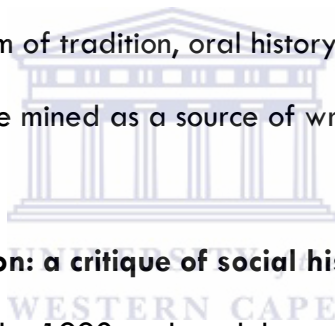 m of tradition, oral history
e mined as a source of wr
on: a critique of social his
UNIVERSITY of the
WESTERN CAPE